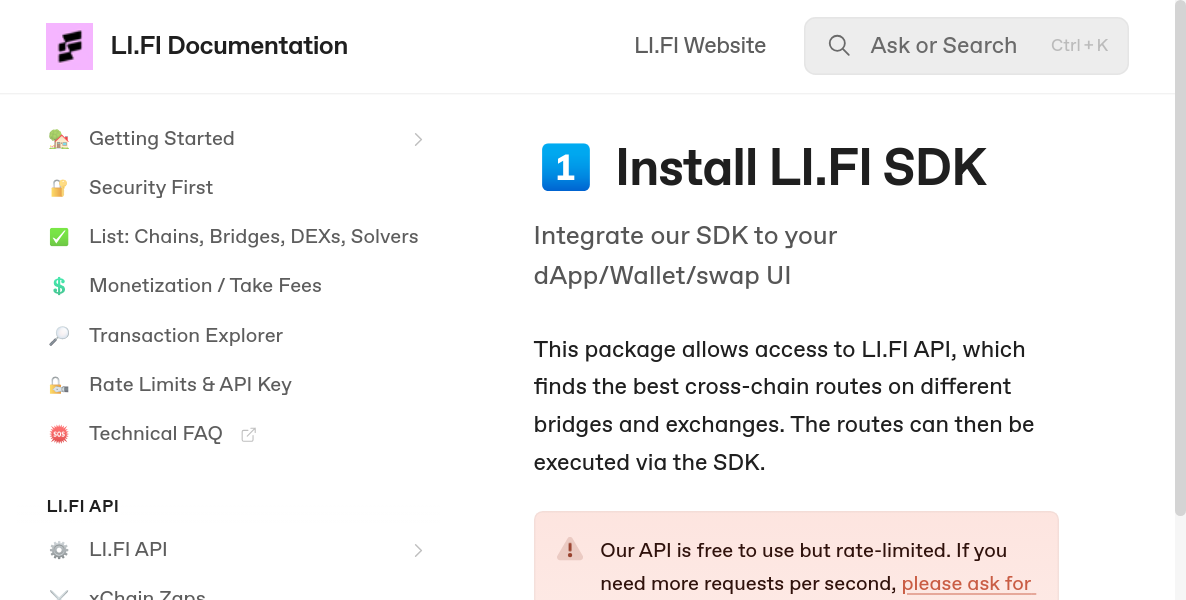 LI.FI Documentation
LI.FI Website
Ask or Search
Ctrl+K
Getting Started
Security First
List: Chains, Bridges, DEXs, Solvers
Monetization / Take Fees
Transaction Explorer
Rate Limits & API Key
Technical FAQ
LI.FI API
LI.FI API
xChain Zaps
1 Install LI.FI SDK
Integrate our SDK to your
dApp/Wallet/swap UI
This package allows access to LI.FI API, which
finds the best cross-chain routes on different
bridges and exchanges. The routes can then be
executed via the SDK.
Our API is free to use but rate-limited. If you
need more requests per second, please ask for